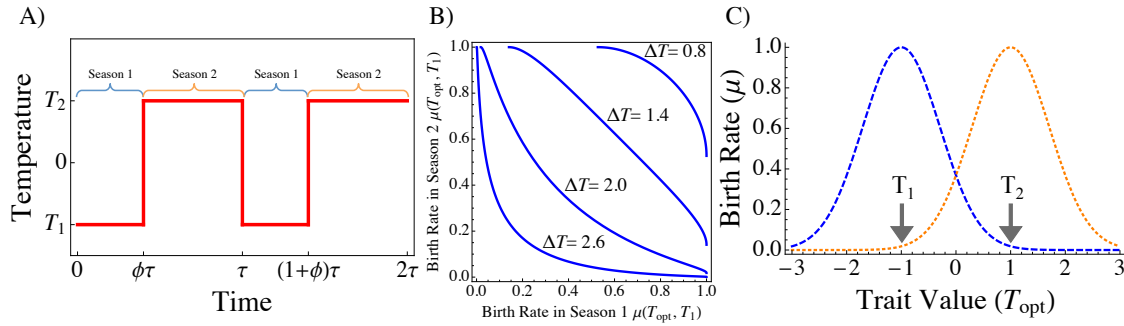 A)
Season 1
Season 2
Season 1
Season 2
T₂
0
T₁
Temperature
0
ϕτ
τ
(1+ϕ)τ
2τ
Time
B)
1.0
0.8
0.6
0.4
0.2
0.0
Birth Rate in Season 2 μ(T_opt, T₁)
ΔT= 0.8
ΔT= 1.4
ΔT= 2.0
ΔT= 2.6
0.0
0.2
0.4
0.6
0.8
1.0
Birth Rate in Season 1 μ(T_opt, T₁)
C)
1.0
0.8
0.6
0.4
0.2
0.0
Birth Rate (μ)
T₁
T₂
−3
−2
−1
0
1
2
3
Trait Value (T_opt)